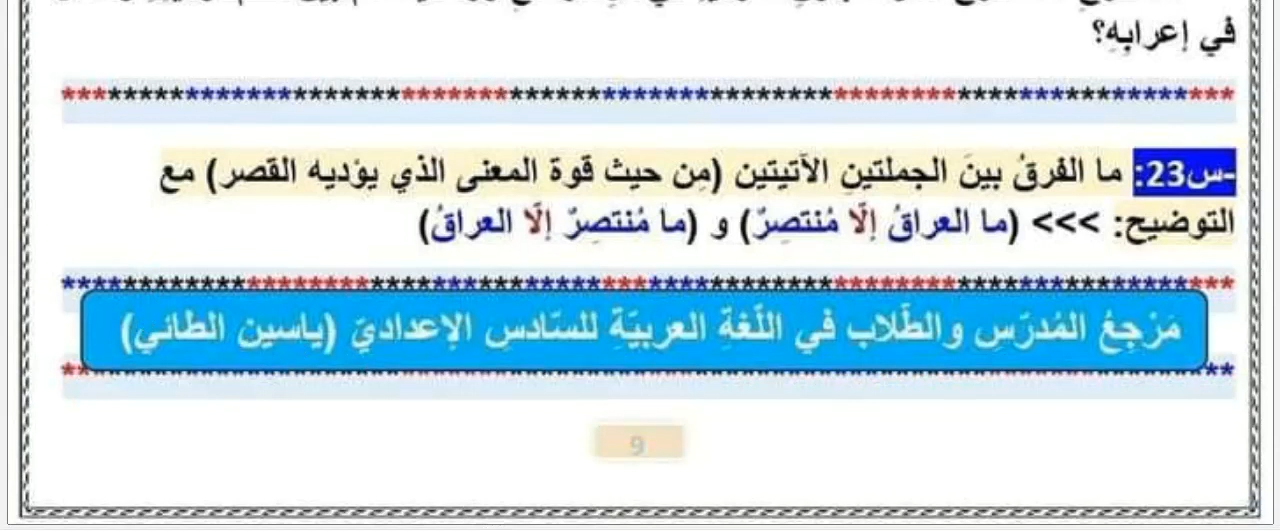 في إعرابِهِ؟
***************************************************************************
-س23: ما الفرقُ بينَ الجملتينِ الآتيتين (مِن حيث قوة المعنى الذي يؤديه القصر) مع
التوضيح: >>> (ما العراقُ إلّا مُنتصِرٌ) و (ما مُنتصِرٌ إلّا العراقُ)
***************************************************************************
مَرْجِعُ المُدرّسِ والطّلاب في اللّغةِ العربيّةِ للسّادسِ الإعداديّ (ياسين الطائي)
9